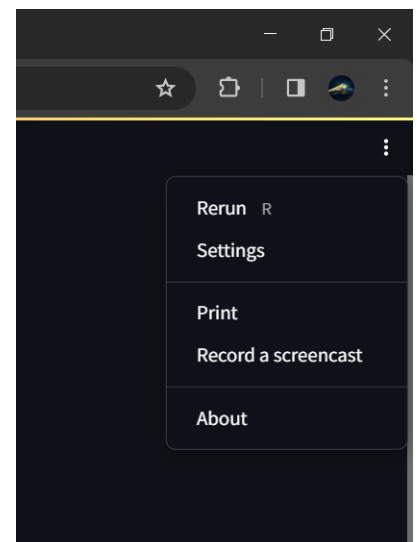 Rerun R
Settings
Print
Record a screencast
About